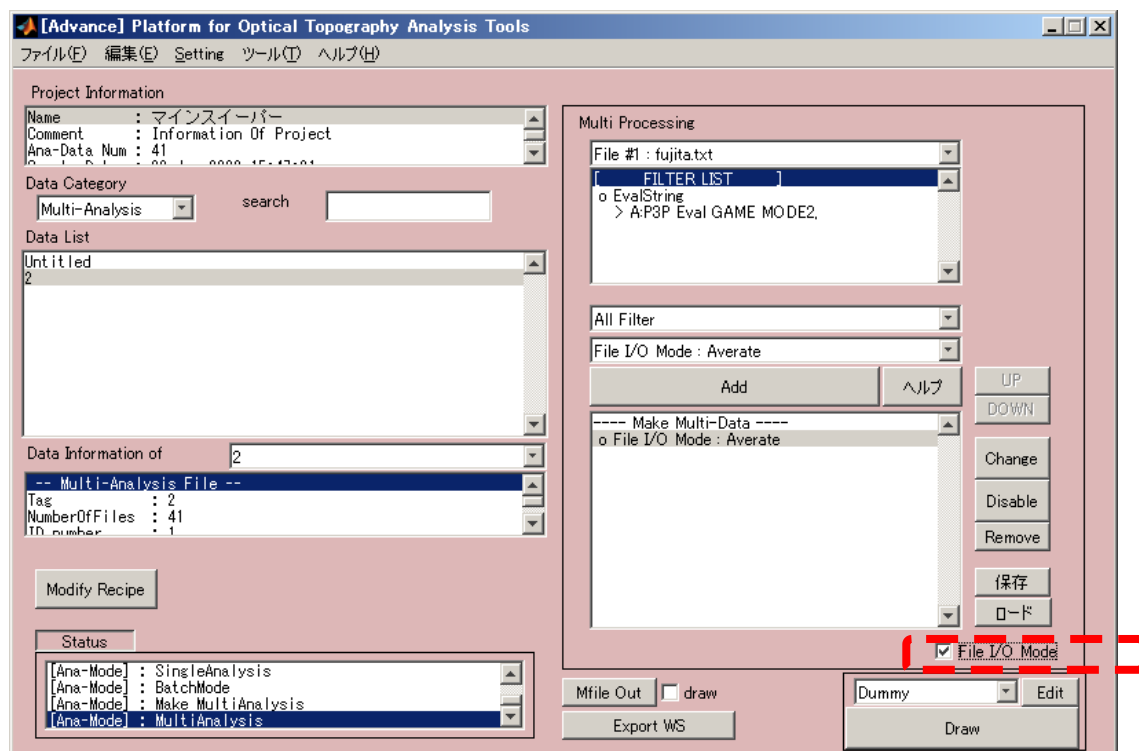 [Advance] Platform for Optical Topography Analysis Tools
ファイル(F) 編集(E) Setting ツール(T) ヘルプ(H)
Project Information
Name : マインスイーパー
Comment : Information Of Project
Ana-Data Num : 41
Data Category
Multi-Analysis
search
Data List
Untitled
2
Data Information of 2
-- Multi-Analysis File --
Tag : 2
NumberOfFiles : 41
ID number : 1
Modify Recipe
Status
[Ana-Mode] : SingleAnalysis
[Ana-Mode] : BatchMode
[Ana-Mode] : Make MultiAnalysis
[Ana-Mode] : MultiAnalysis
Multi Processing
File #1 : fujita.txt
[ FILTER LIST ]
o EvalString
> A:P3P Eval GAME MODE2,
All Filter
File I/O Mode : Averate
Add ヘルプ
UP
DOWN
---- Make Multi-Data ----
o File I/O Mode : Averate
Change
Disable
Remove
保存
ロード
File I/O Mode
Mfile Out draw
Export WS
Dummy Edit
Draw